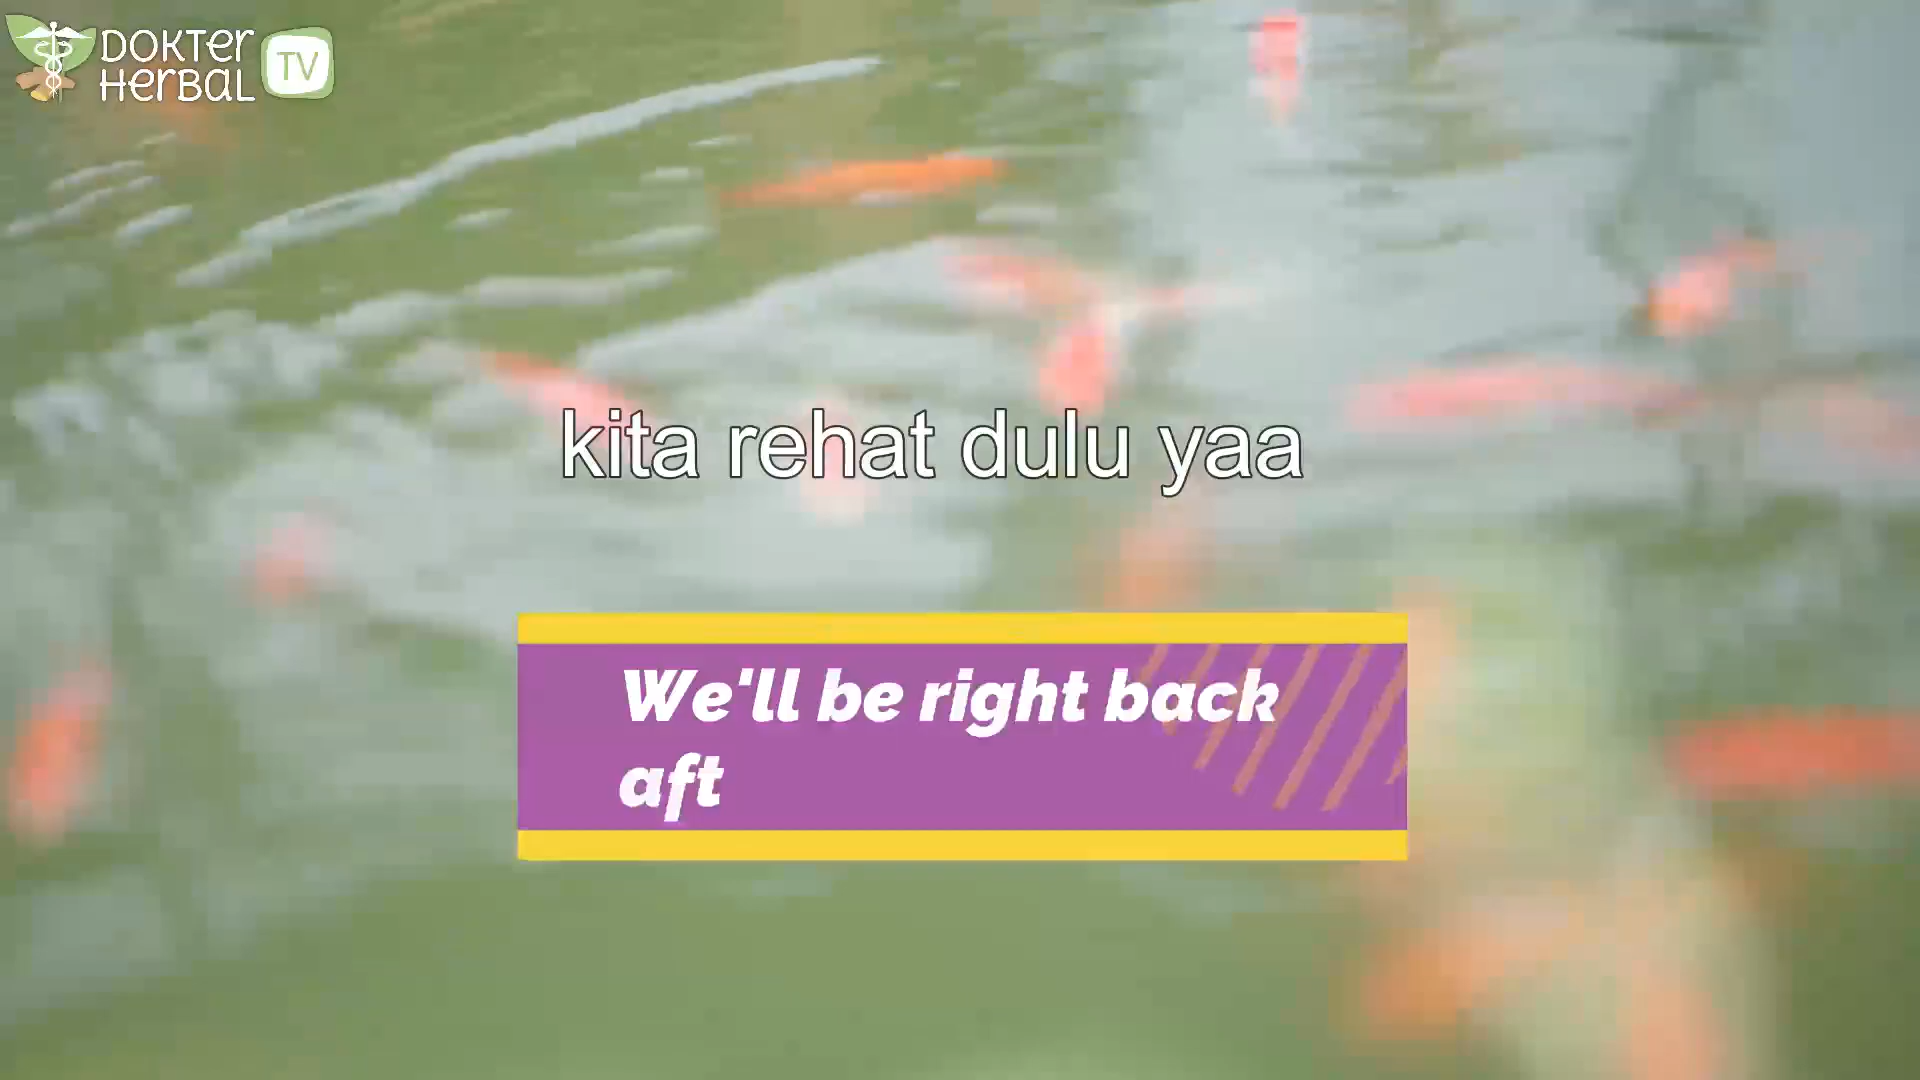 DOKTER
HERBAL
TV
kita rehat dulu yaa
We'll be right back
aft